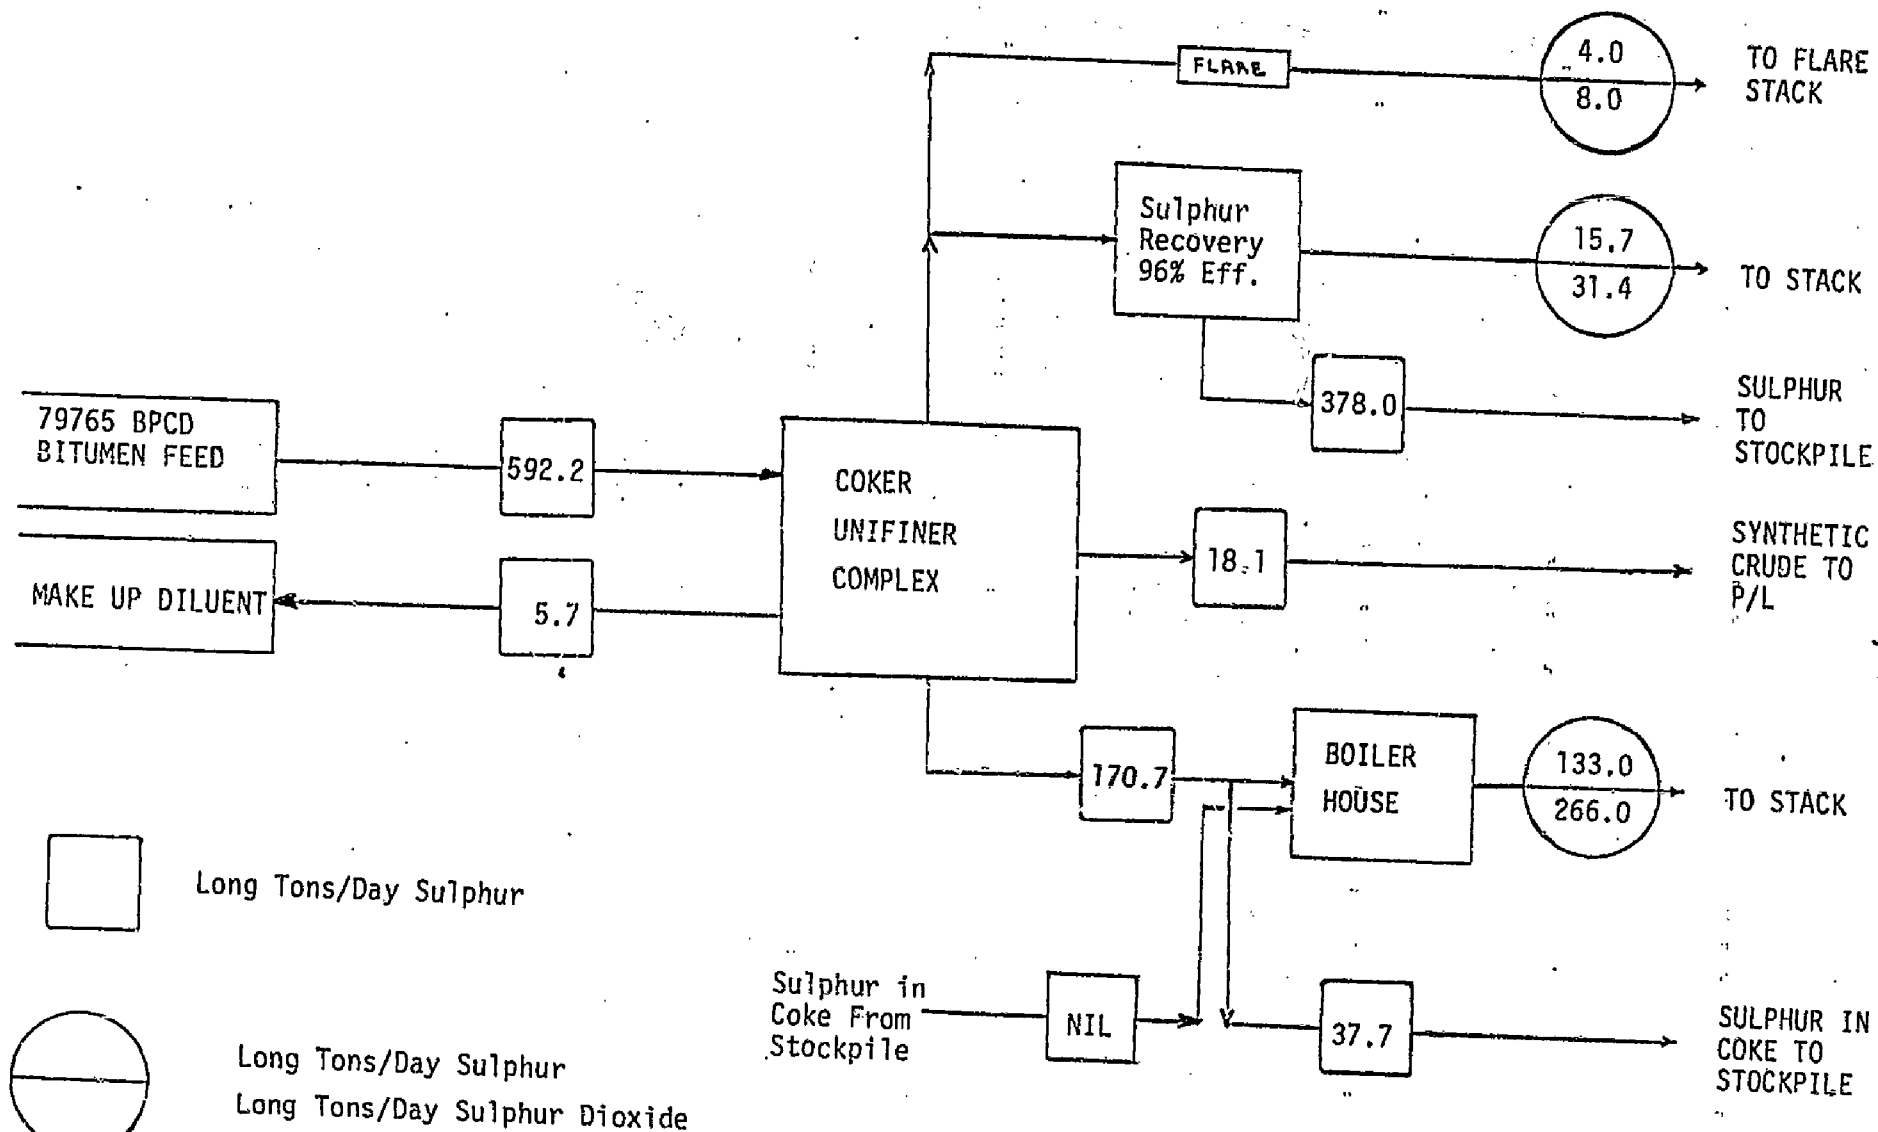 FLARE
4.0
8.0
TO FLARE
STACK
Sulphur
Recovery
96% Eff.
15.7
31.4
TO STACK
378.0
SULPHUR
TO
STOCKPILE
79765 BPCD
BITUMEN FEED
592.2
COKER
UNIFINER
COMPLEX
18.1
SYNTHETIC
CRUDE TO
P/L
MAKE UP DILUENT
5.7
170.7
BOILER
HOUSE
133.0
266.0
TO STACK
Long Tons/Day Sulphur
Sulphur in
Coke From
Stockpile
NIL
37.7
SULPHUR IN
COKE TO
STOCKPILE
Long Tons/Day Sulphur
Long Tons/Day Sulphur Dioxide